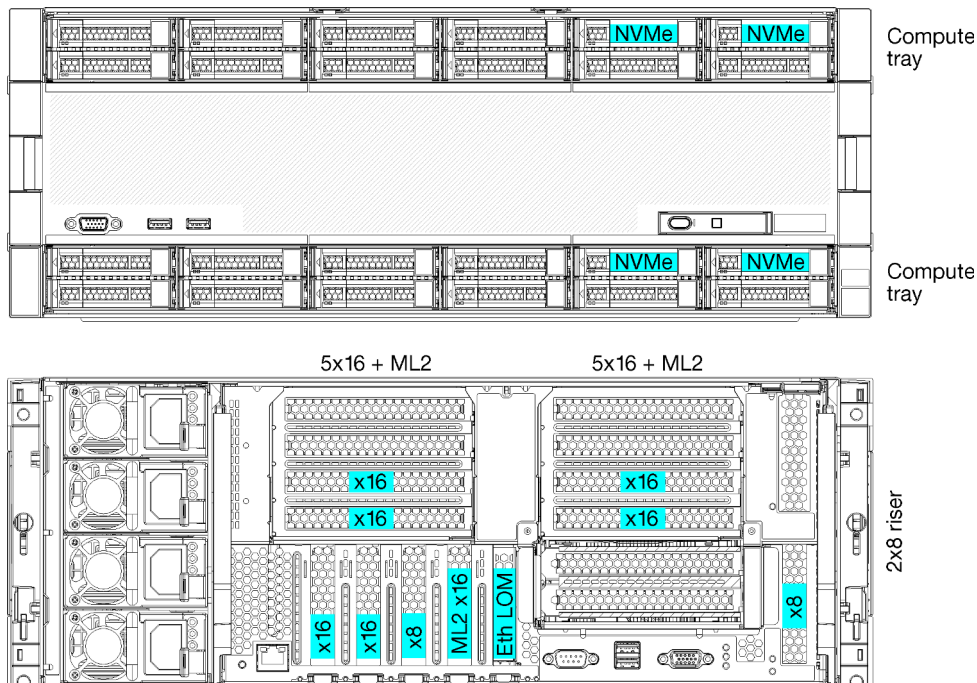 NVMe NVMe
Compute
tray
NVMe NVMe
Compute
tray
5x16 + ML2 5x16 + ML2
x16 x16
x16 x16
2x8 riser
x16 x16 x8 ML2 x16 Eth LOM x8